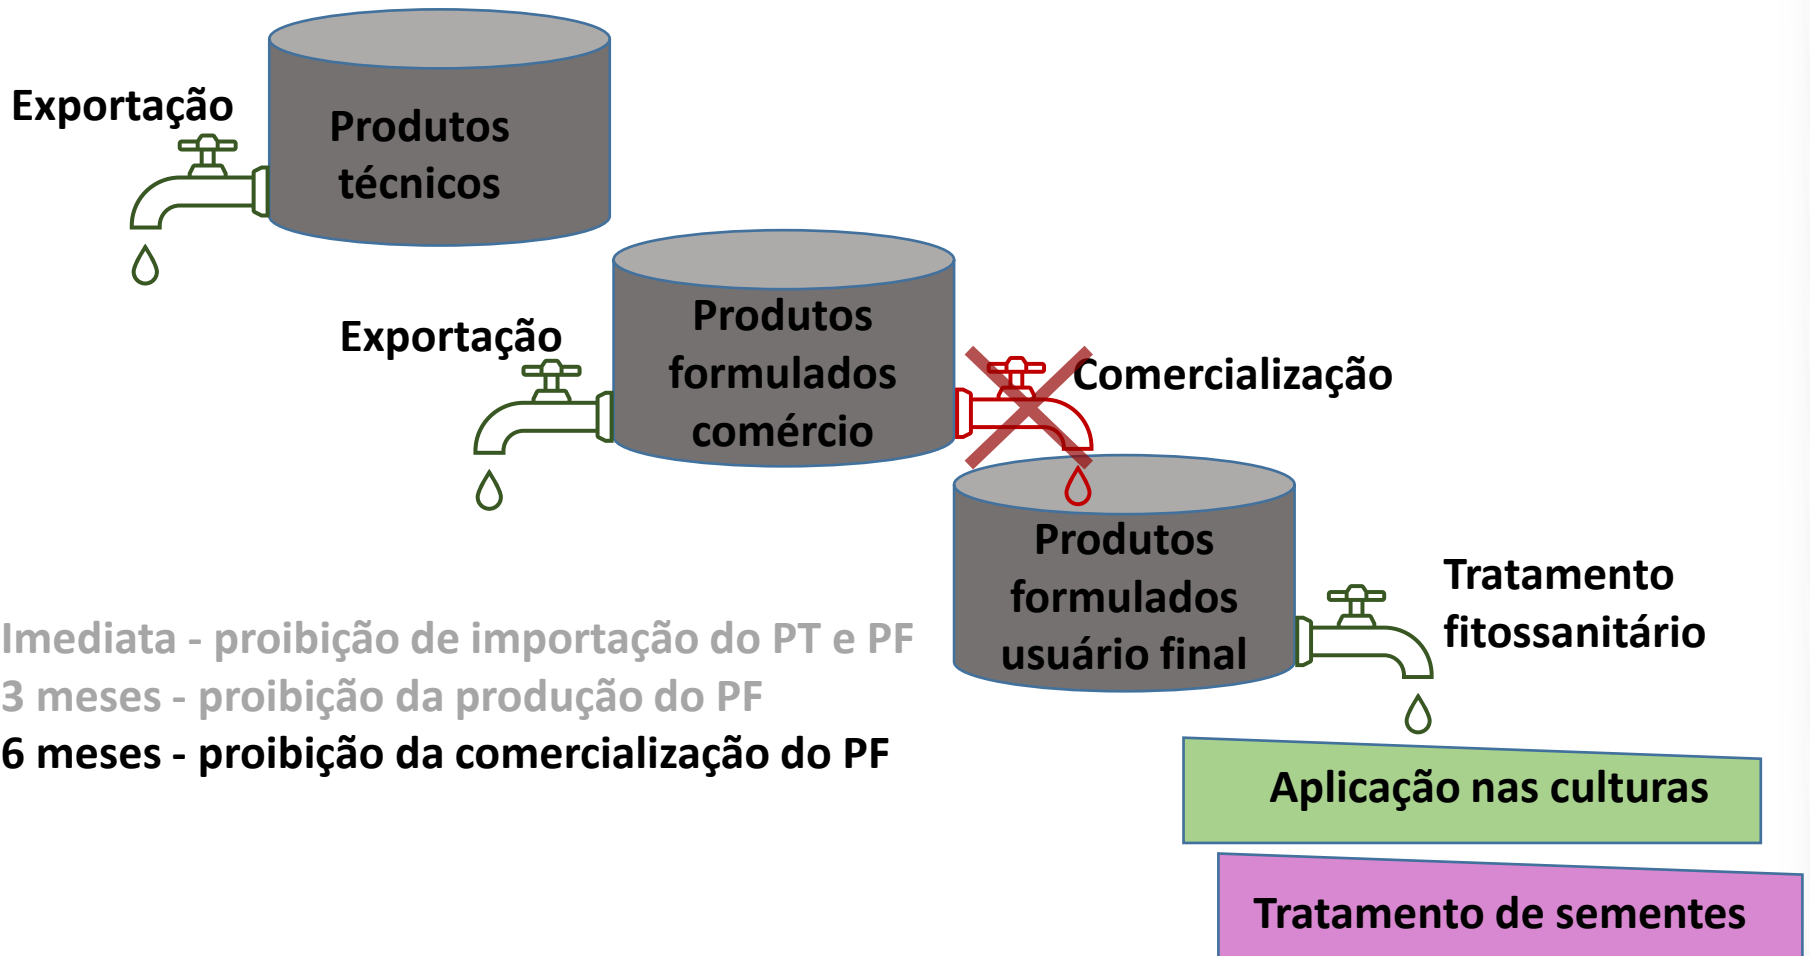 Exportação
Produtos
técnicos
Exportação
Produtos
formulados
comércio
Comercialização
Produtos
formulados
usuário final
Tratamento
fitossanitário
Imediata - proibição de importação do PT e PF
3 meses - proibição da produção do PF
6 meses - proibição da comercialização do PF
Aplicação nas culturas
Tratamento de sementes